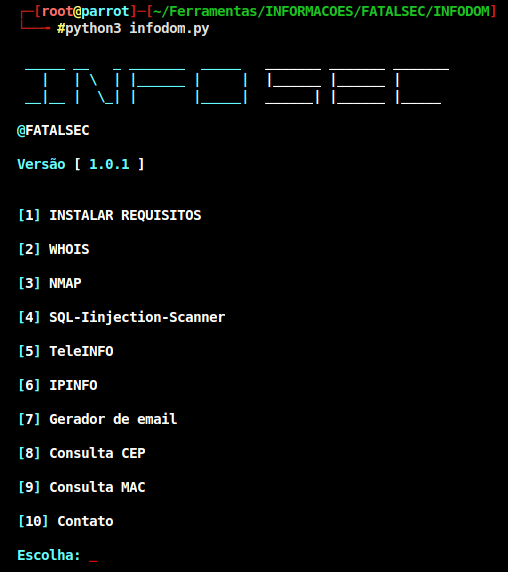 [root@parrot]─[~/Ferramentas/INFORMACOES/FATALSEC/INFODOM]
#python3 infodom.py
INFO SEC
@FATALSEC
Versão [ 1.0.1 ]
[1] INSTALAR REQUISITOS
[2] WHOIS
[3] NMAP
[4] SQL-Iinjection-Scanner
[5] TeleINFO
[6] IPINFO
[7] Gerador de email
[8] Consulta CEP
[9] Consulta MAC
[10] Contato
Escolha: _